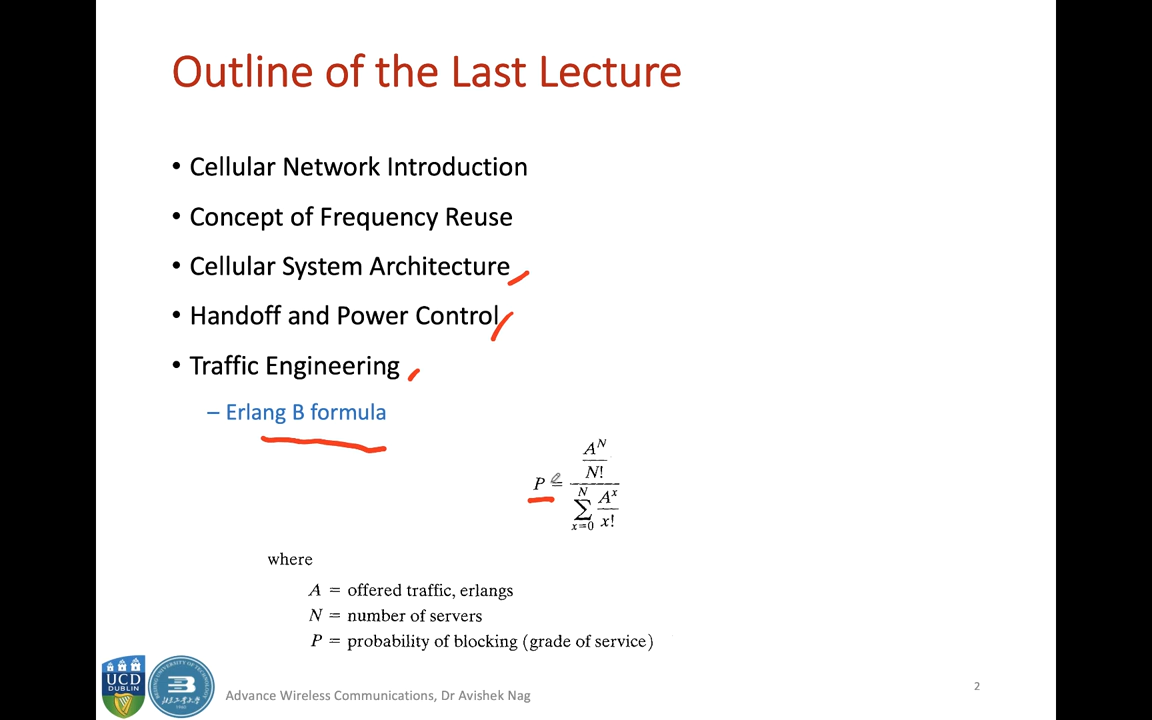 Outline of the Last Lecture
• Cellular Network Introduction
• Concept of Frequency Reuse
• Cellular System Architecture
• Handoff and Power Control
• Traffic Engineering
– Erlang B formula
P = (A^N / N!) / (∑_{x=0}^{N} A^x / x!)
where
A = offered traffic, erlangs
N = number of servers
P = probability of blocking (grade of service)
UCD
DUBLIN
Advance Wireless Communications, Dr Avishek Nag
2